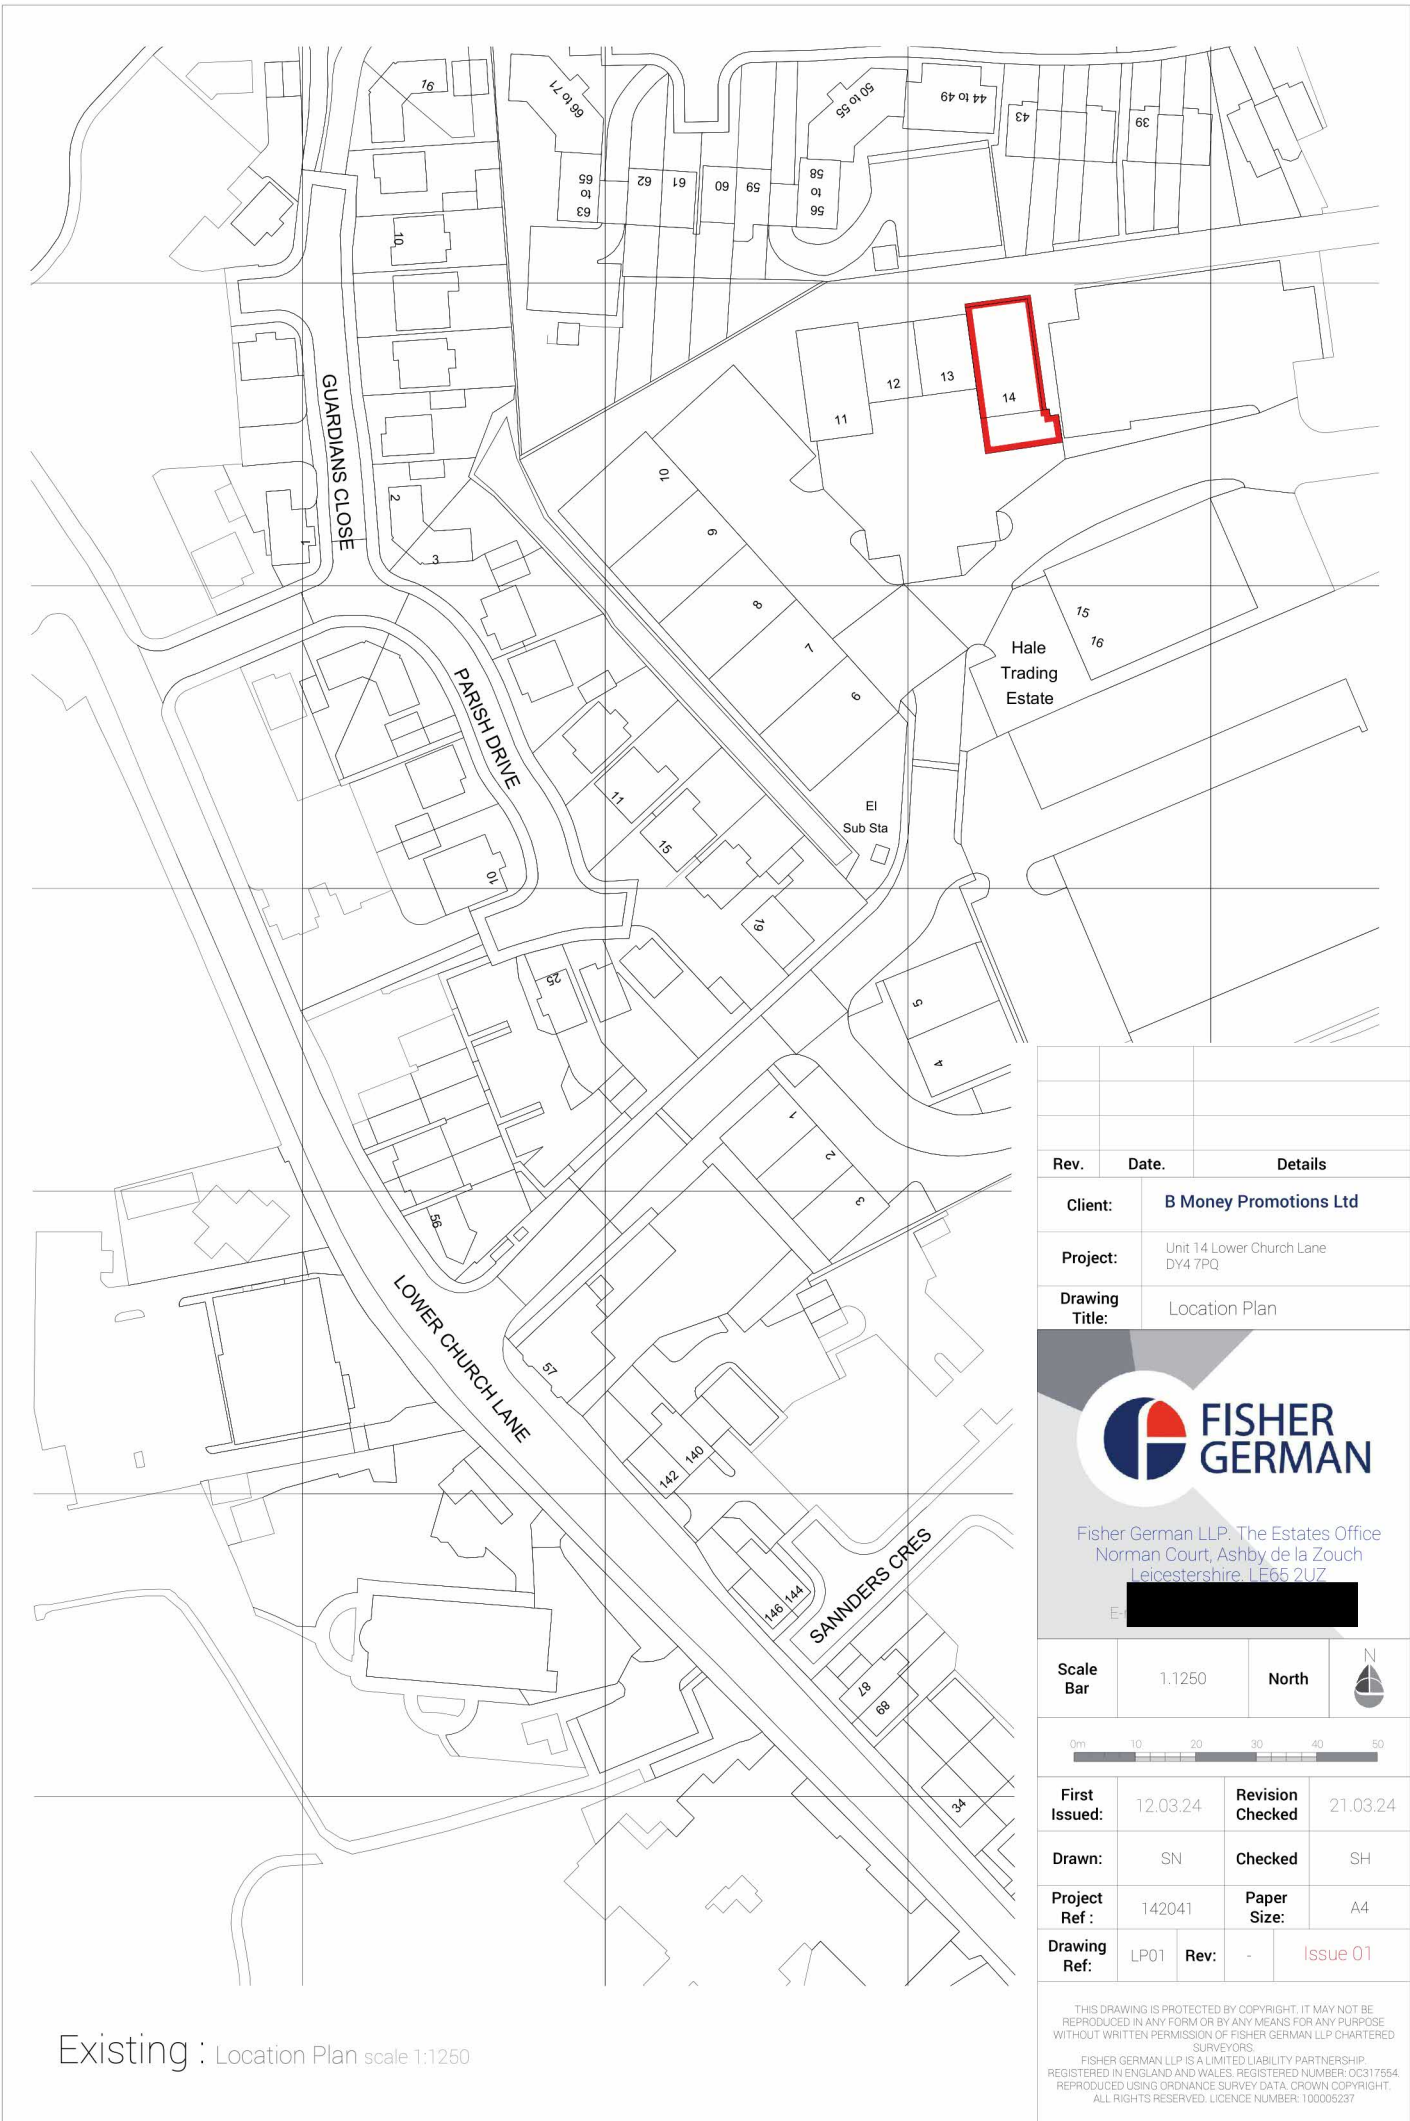 16
66 to 71
50 to 55
44 to 49
43
39
63
to
65
62
61
60
59
56
to
58
10
GUARDIANS CLOSE
11
12
13
14
2
1
3
10
9
8
7
6
15
16
Hale
Trading
Estate
PARISH DRIVE
El
Sub Sta
11
15
10
19
25
5
4
1
2
3
56
LOWER CHURCH LANE
57
142
140
146
144
SANNDERS CRES
87
89
34
Rev. Date. Details
Client: B Money Promotions Ltd
Project: Unit 14 Lower Church Lane
DY4 7PQ
Drawing
Title: Location Plan
FISHER
GERMAN
Fisher German LLP. The Estates Office
Norman Court, Ashby de la Zouch
Leicestershire. LE65 2UZ
Scale
Bar 1.1250 North N
0m 10 20 30 40 50
First
Issued: 12.03.24 Revision
Checked 21.03.24
Drawn: SN Checked SH
Project
Ref : 142041 Paper
Size: A4
Drawing
Ref: LP01 Rev: - Issue 01
THIS DRAWING IS PROTECTED BY COPYRIGHT. IT MAY NOT BE
REPRODUCED IN ANY FORM OR BY ANY MEANS FOR ANY PURPOSE
WITHOUT WRITTEN PERMISSION OF FISHER GERMAN LLP CHARTERED
SURVEYORS.
FISHER GERMAN LLP IS A LIMITED LIABILITY PARTNERSHIP.
REGISTERED IN ENGLAND AND WALES. REGISTERED NUMBER: OC317554.
REPRODUCED USING ORDNANCE SURVEY DATA. CROWN COPYRIGHT.
ALL RIGHTS RESERVED. LICENCE NUMBER: 100005237
Existing : Location Plan scale 1:1250